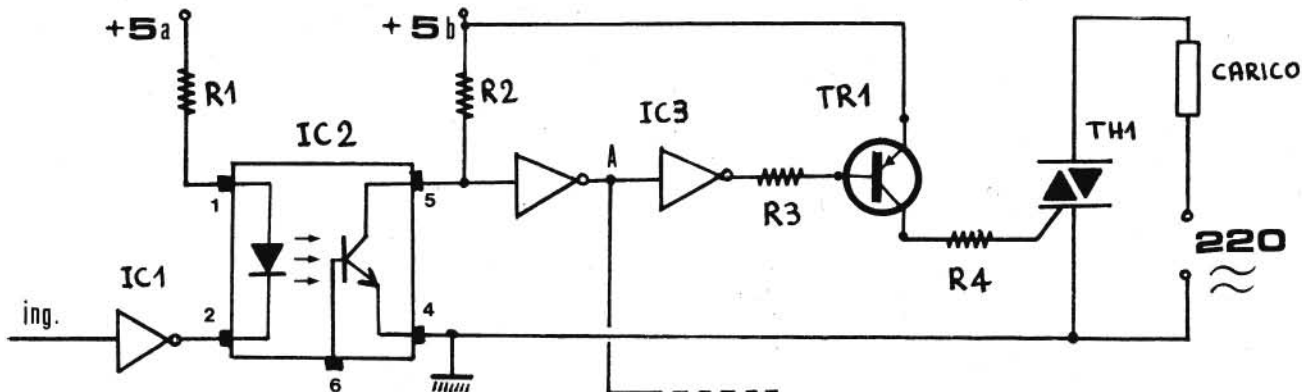 +5a
R1
IC2
+5b
R2
IC3
A
TR1
R3
R4
TH1
CARICO
220
1
5
2
4
6
IC1
ing.